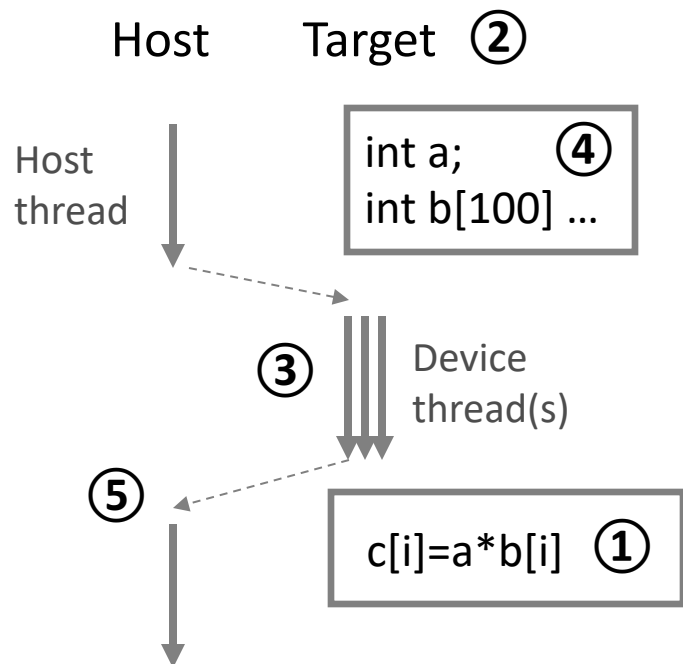 Host Target ②
Host
thread
int a; ④
int b[100] ...
③
Device
thread(s)
⑤
c[i]=a*b[i] ①